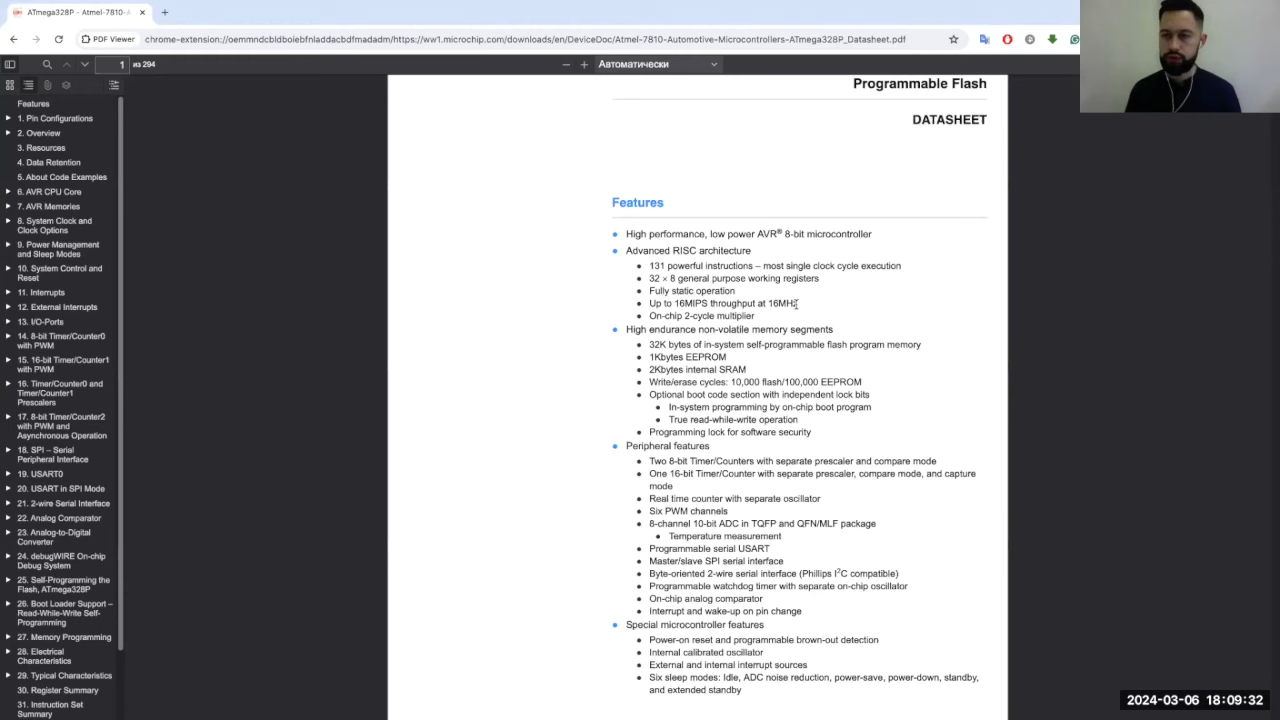 ATmega328P - Atmel-7810-Au
PDF Viewer
chrome-extension://oemmndcbldboiebfnladdacbdfmadadm/https://ww1.microchip.com/downloads/en/DeviceDoc/Atmel-7810-Automotive-Microcontrollers-ATmega328P_Datasheet.pdf
1 из 294
Автоматически
Features
1. Pin Configurations
2. Overview
3. Resources
4. Data Retention
5. About Code Examples
6. AVR CPU Core
7. AVR Memories
8. System Clock and
Clock Options
9. Power Management
and Sleep Modes
10. System Control and
Reset
11. Interrupts
12. External Interrupts
13. I/O-Ports
14. 8-bit Timer/Counter0
with PWM
15. 16-bit Timer/Counter1
with PWM
16. Timer/Counter0 and
Timer/Counter1
Prescalers
17. 8-bit Timer/Counter2
with PWM and
Asynchronous Operation
18. SPI – Serial
Peripheral Interface
19. USART0
20. USART in SPI Mode
21. 2-wire Serial Interface
22. Analog Comparator
23. Analog-to-Digital
Converter
24. debugWIRE On-chip
Debug System
25. Self-Programming the
Flash, ATmega328P
26. Boot Loader Support –
Read-While-Write Self-
Programming
27. Memory Programming
28. Electrical
Characteristics
29. Typical Characteristics
30. Register Summary
31. Instruction Set
Summary
Programmable Flash
DATASHEET
Features
High performance, low power AVR® 8-bit microcontroller
Advanced RISC architecture
131 powerful instructions – most single clock cycle execution
32 × 8 general purpose working registers
Fully static operation
Up to 16MIPS throughput at 16MHz
On-chip 2-cycle multiplier
High endurance non-volatile memory segments
32K bytes of in-system self-programmable flash program memory
1Kbytes EEPROM
2Kbytes internal SRAM
Write/erase cycles: 10,000 flash/100,000 EEPROM
Optional boot code section with independent lock bits
In-system programming by on-chip boot program
True read-while-write operation
Programming lock for software security
Peripheral features
Two 8-bit Timer/Counters with separate prescaler and compare mode
One 16-bit Timer/Counter with separate prescaler, compare mode, and capture
mode
Real time counter with separate oscillator
Six PWM channels
8-channel 10-bit ADC in TQFP and QFN/MLF package
Temperature measurement
Programmable serial USART
Master/slave SPI serial interface
Byte-oriented 2-wire serial interface (Phillips I²C compatible)
Programmable watchdog timer with separate on-chip oscillator
On-chip analog comparator
Interrupt and wake-up on pin change
Special microcontroller features
Power-on reset and programmable brown-out detection
Internal calibrated oscillator
External and internal interrupt sources
Six sleep modes: Idle, ADC noise reduction, power-save, power-down, standby,
and extended standby
2024-03-06 18:09:32